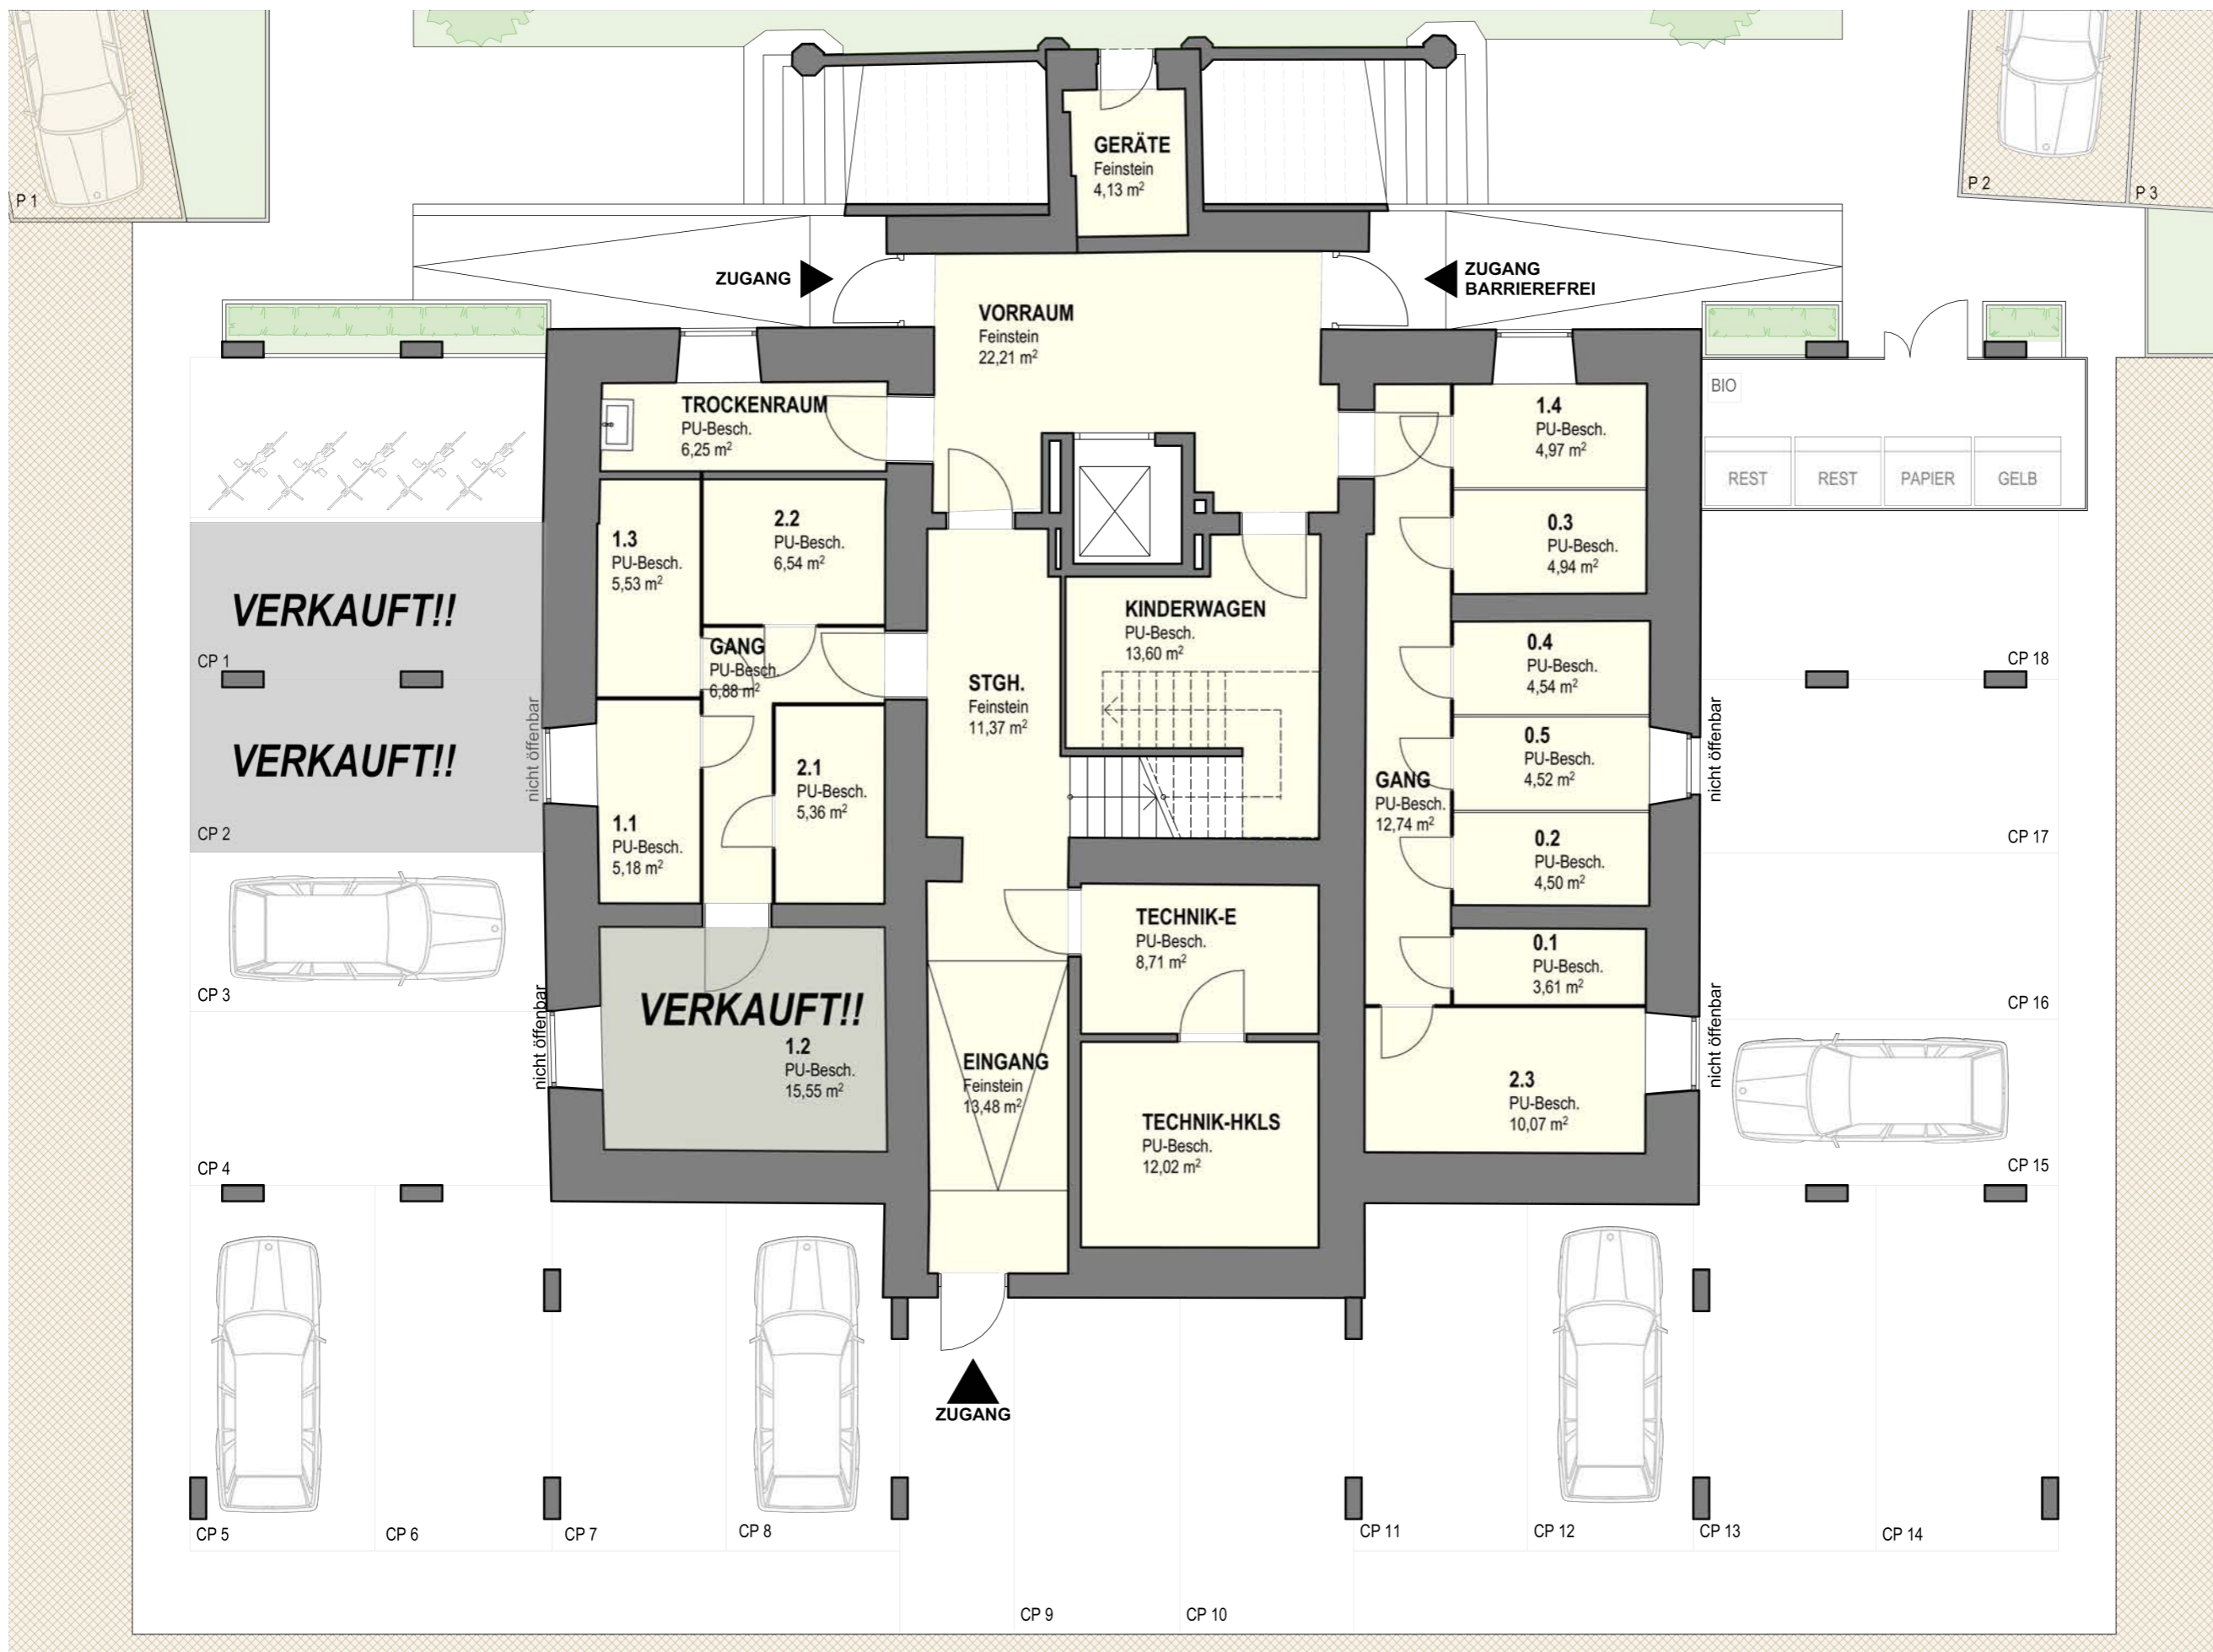 P 1
P 2
P 3
GERÄTE
Feinstein
4,13 m²
ZUGANG
ZUGANG
BARRIEREFREI
VORRAUM
Feinstein
22,21 m²
TROCKENRAUM
PU-Besch.
6,25 m²
1.4
PU-Besch.
4,97 m²
BIO
REST
REST
PAPIER
GELB
1.3
PU-Besch.
5,53 m²
2.2
PU-Besch.
6,54 m²
0.3
PU-Besch.
4,94 m²
VERKAUFT!!
CP 1
KINDERWAGEN
PU-Besch.
13,60 m²
GANG
PU-Besch.
6,88 m²
STGH.
Feinstein
11,37 m²
0.4
PU-Besch.
4,54 m²
CP 18
VERKAUFT!!
CP 2
nicht öffenbar
1.1
PU-Besch.
5,18 m²
2.1
PU-Besch.
5,36 m²
GANG
PU-Besch.
12,74 m²
0.5
PU-Besch.
4,52 m²
nicht öffenbar
0.2
PU-Besch.
4,50 m²
CP 17
CP 3
TECHNIK-E
PU-Besch.
8,71 m²
0.1
PU-Besch.
3,61 m²
CP 16
nicht öffenbar
VERKAUFT!!
1.2
PU-Besch.
15,55 m²
EINGANG
Feinstein
13,48 m²
TECHNIK-HKLS
PU-Besch.
12,02 m²
2.3
PU-Besch.
10,07 m²
nicht öffenbar
CP 4
CP 15
ZUGANG
CP 5
CP 6
CP 7
CP 8
CP 11
CP 12
CP 13
CP 14
CP 9
CP 10